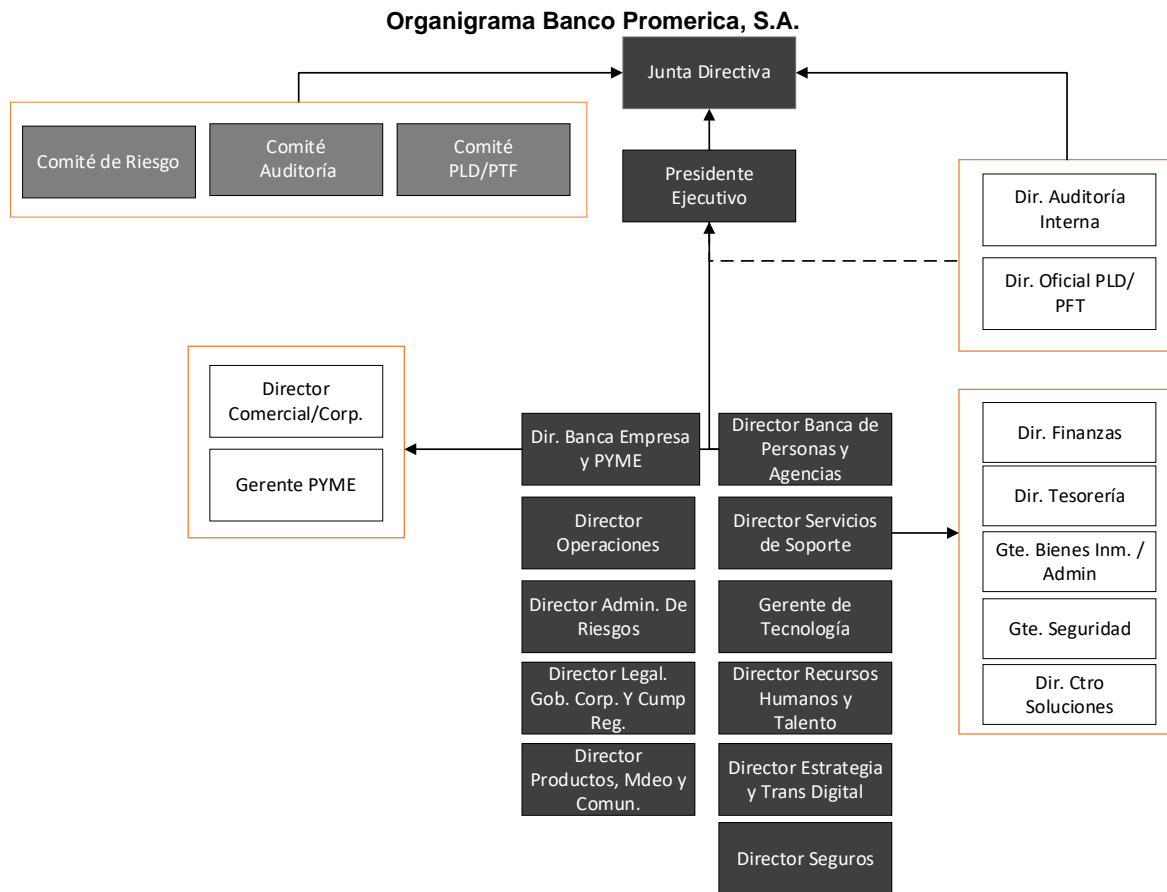 Organigrama Banco Promerica, S.A.
Junta Directiva
Comité de Riesgo
Comité
Auditoría
Comité
PLD/PTF
Presidente
Ejecutivo
Dir. Auditoría
Interna
Dir. Oficial PLD/
PFT
Director
Comercial/Corp.
Gerente PYME
Dir. Banca Empresa
y PYME
Director Banca de
Personas y
Agencias
Director
Operaciones
Director Servicios
de Soporte
Director Admin. De
Riesgos
Gerente de
Tecnología
Director Legal.
Gob. Corp. Y Cump
Reg.
Director Recursos
Humanos y
Talento
Director
Productos, Mdeo y
Comun.
Director Estrategia
y Trans Digital
Director Seguros
Dir. Finanzas
Dir. Tesorería
Gte. Bienes Inm. /
Admin
Gte. Seguridad
Dir. Ctro
Soluciones